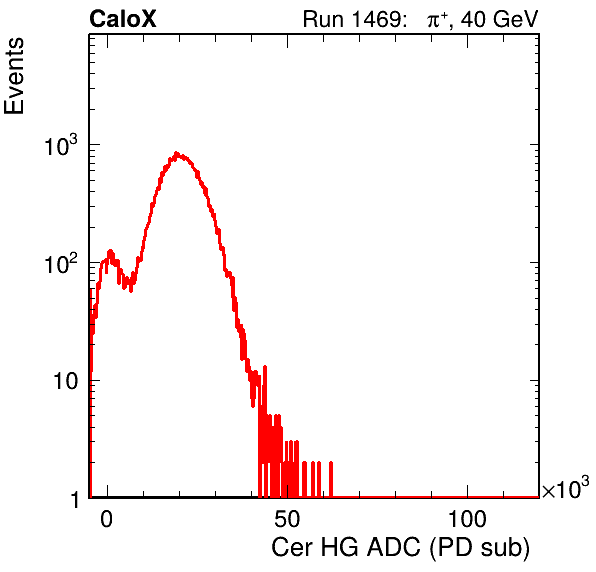 CaloX Run 1469: π⁺, 40 GeV
Events
10³
10²
10
1
0 50 100 ×10³
Cer HG ADC (PD sub)